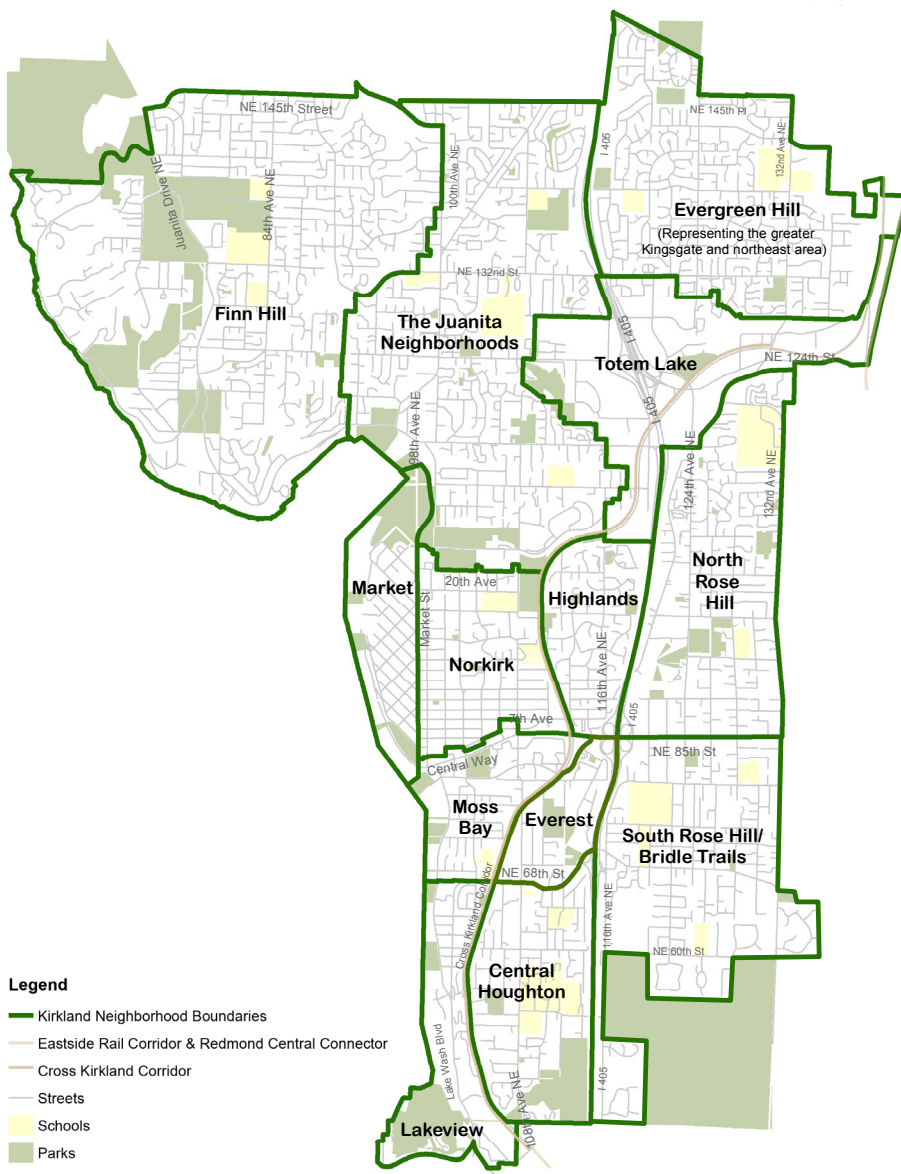 NE 145th Street
NE 145th Pl
I 405
132nd Ave NE
Juanita Drive NE
84th Ave NE
100th Ave NE
Evergreen Hill
(Representing the greater
Kingsgate and northeast area)
NE 132nd St
Finn Hill
The Juanita
Neighborhoods
I-405
Totem Lake
NE 124th St
I 405
98th Ave NE
124th Ave NE
132nd Ave NE
North
Rose
Hill
Market
20th Ave
Highlands
Market St
Norkirk
116th Ave NE
7th Ave
I 405
NE 85th St
Central Way
Moss
Bay
Everest
South Rose Hill/
Bridle Trails
NE 68th St
Cross Kirkland Corridor
116th Ave NE
NE 60th St
Central
Houghton
Lake Wash Blvd
108th Ave NE
I 405
Lakeview
Legend
Kirkland Neighborhood Boundaries
Eastside Rail Corridor & Redmond Central Connector
Cross Kirkland Corridor
Streets
Schools
Parks